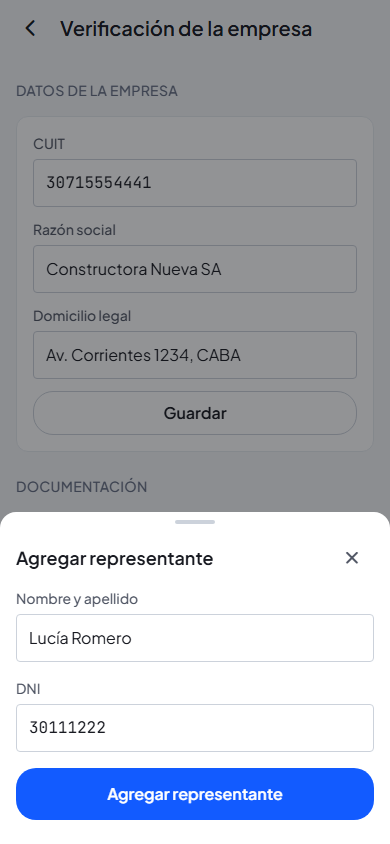 Verificación de la empresa
DATOS DE LA EMPRESA
CUIT
30715554441
Razón social
Constructora Nueva SA
Domicilio legal
Av. Corrientes 1234, CABA
Guardar
DOCUMENTACIÓN
Agregar representante
Nombre y apellido
Lucía Romero
DNI
30111222
Agregar representante